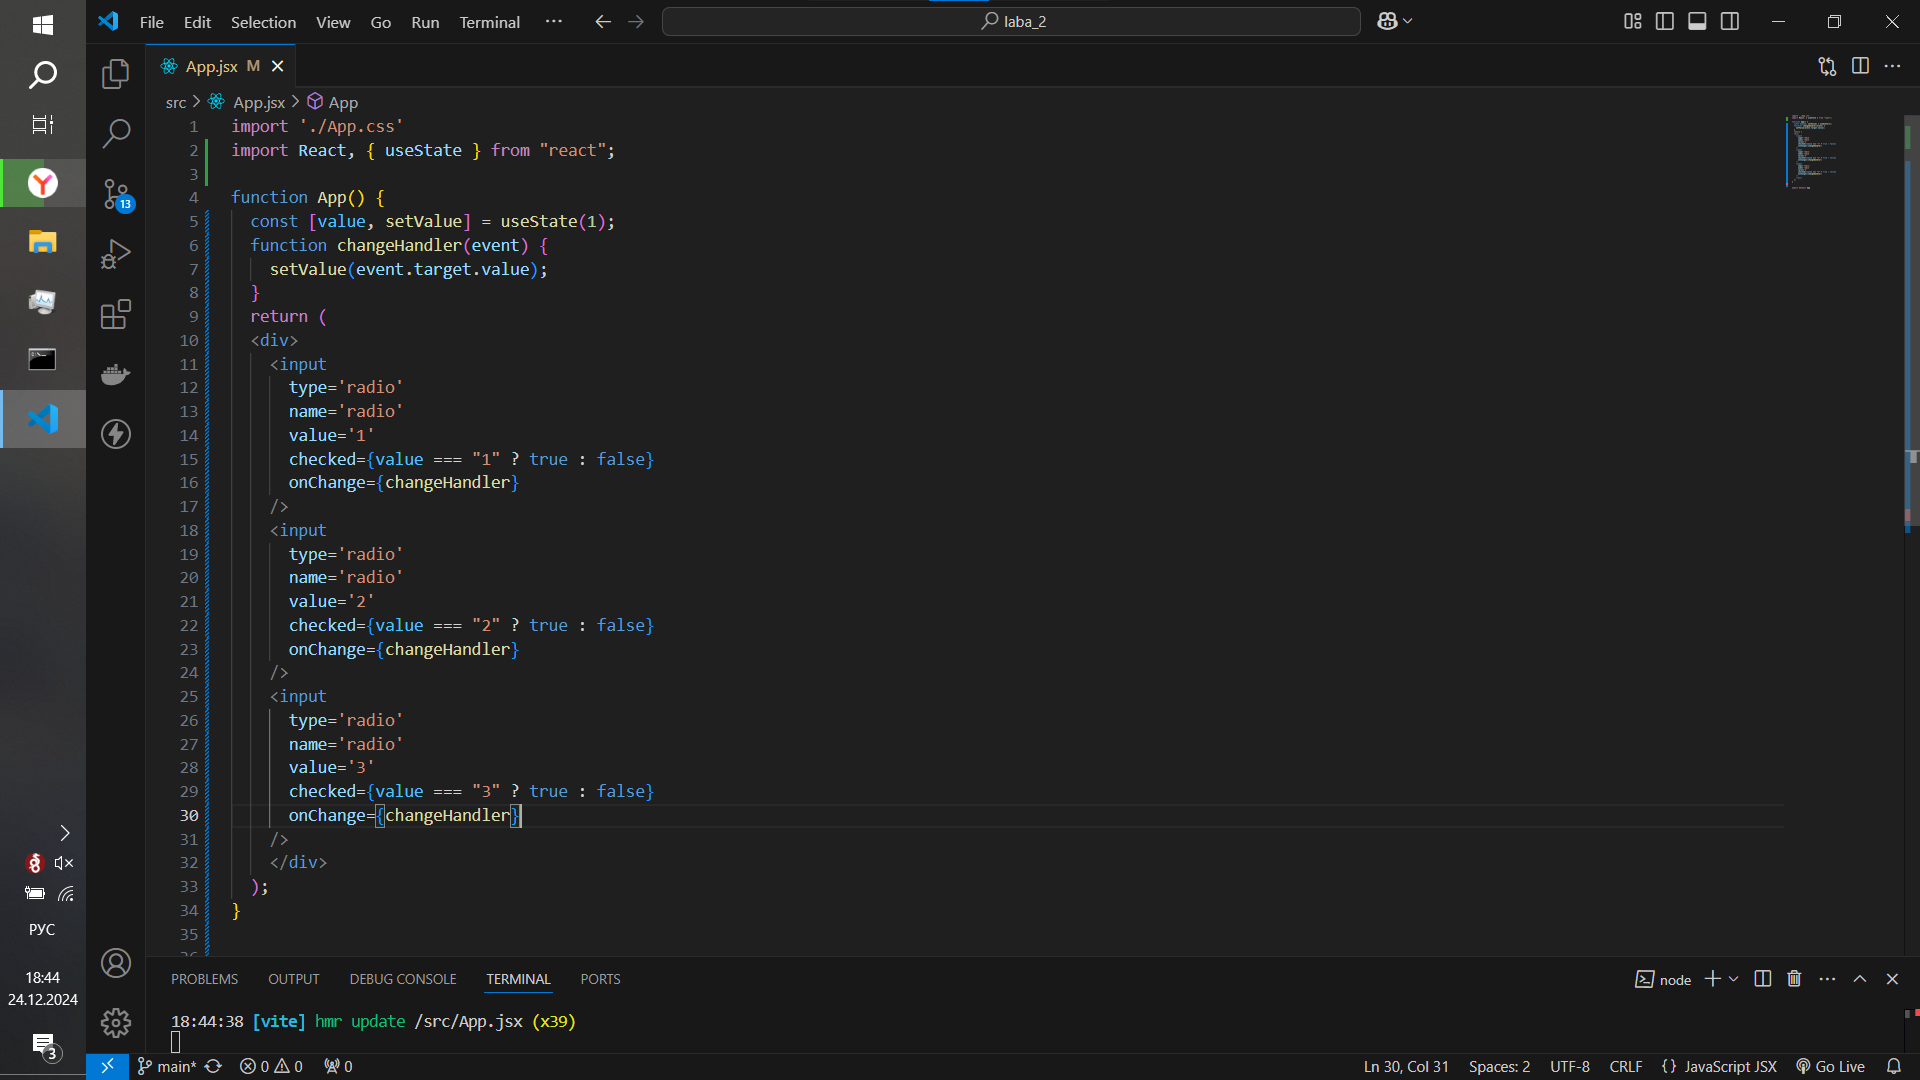 File Edit Selection View Go Run Terminal ··· laba_2
App.jsx M
src > App.jsx > App
1 import './App.css'
2 import React, { useState } from "react";
3
4 function App() {
5 const [value, setValue] = useState(1);
6 function changeHandler(event) {
7 setValue(event.target.value);
8 }
9 return (
10 <div>
11 <input
12 type='radio'
13 name='radio'
14 value='1'
15 checked={value === "1" ? true : false}
16 onChange={changeHandler}
17 />
18 <input
19 type='radio'
20 name='radio'
21 value='2'
22 checked={value === "2" ? true : false}
23 onChange={changeHandler}
24 />
25 <input
26 type='radio'
27 name='radio'
28 value='3'
29 checked={value === "3" ? true : false}
30 onChange={changeHandler}
31 />
32 </div>
33 );
34 }
35
13
PROBLEMS OUTPUT DEBUG CONSOLE TERMINAL PORTS node
18:44:38 [vite] hmr update /src/App.jsx (x39)
main* 0 0 0 Ln 30, Col 31 Spaces: 2 UTF-8 CRLF {} JavaScript JSX Go Live
РУС
18:44
24.12.2024
3